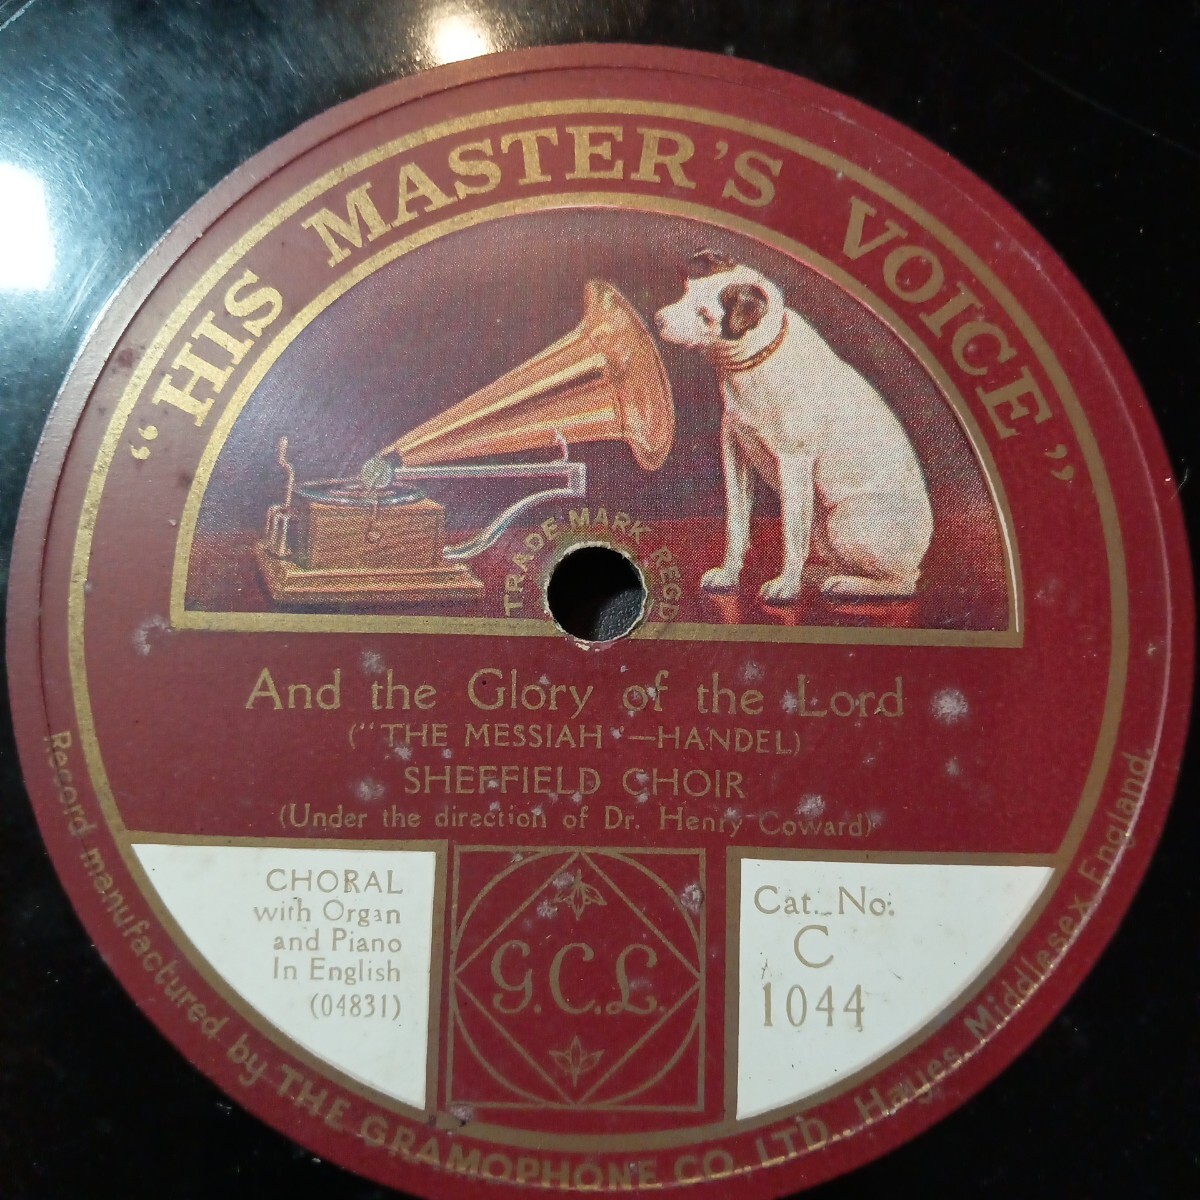 "HIS MASTER'S VOICE"
TRADE MARK REGD
And the Glory of the Lord
("THE MESSIAH"—HANDEL)
SHEFFIELD CHOIR
(Under the direction of Dr. Henry Coward)
CHORAL
with Organ
and Piano
In English
(04831)
G.C.L.
Cat. No.
C
1044
Record manufactured by THE GRAMOPHONE CO., LTD., Hayes, Middlesex, England.